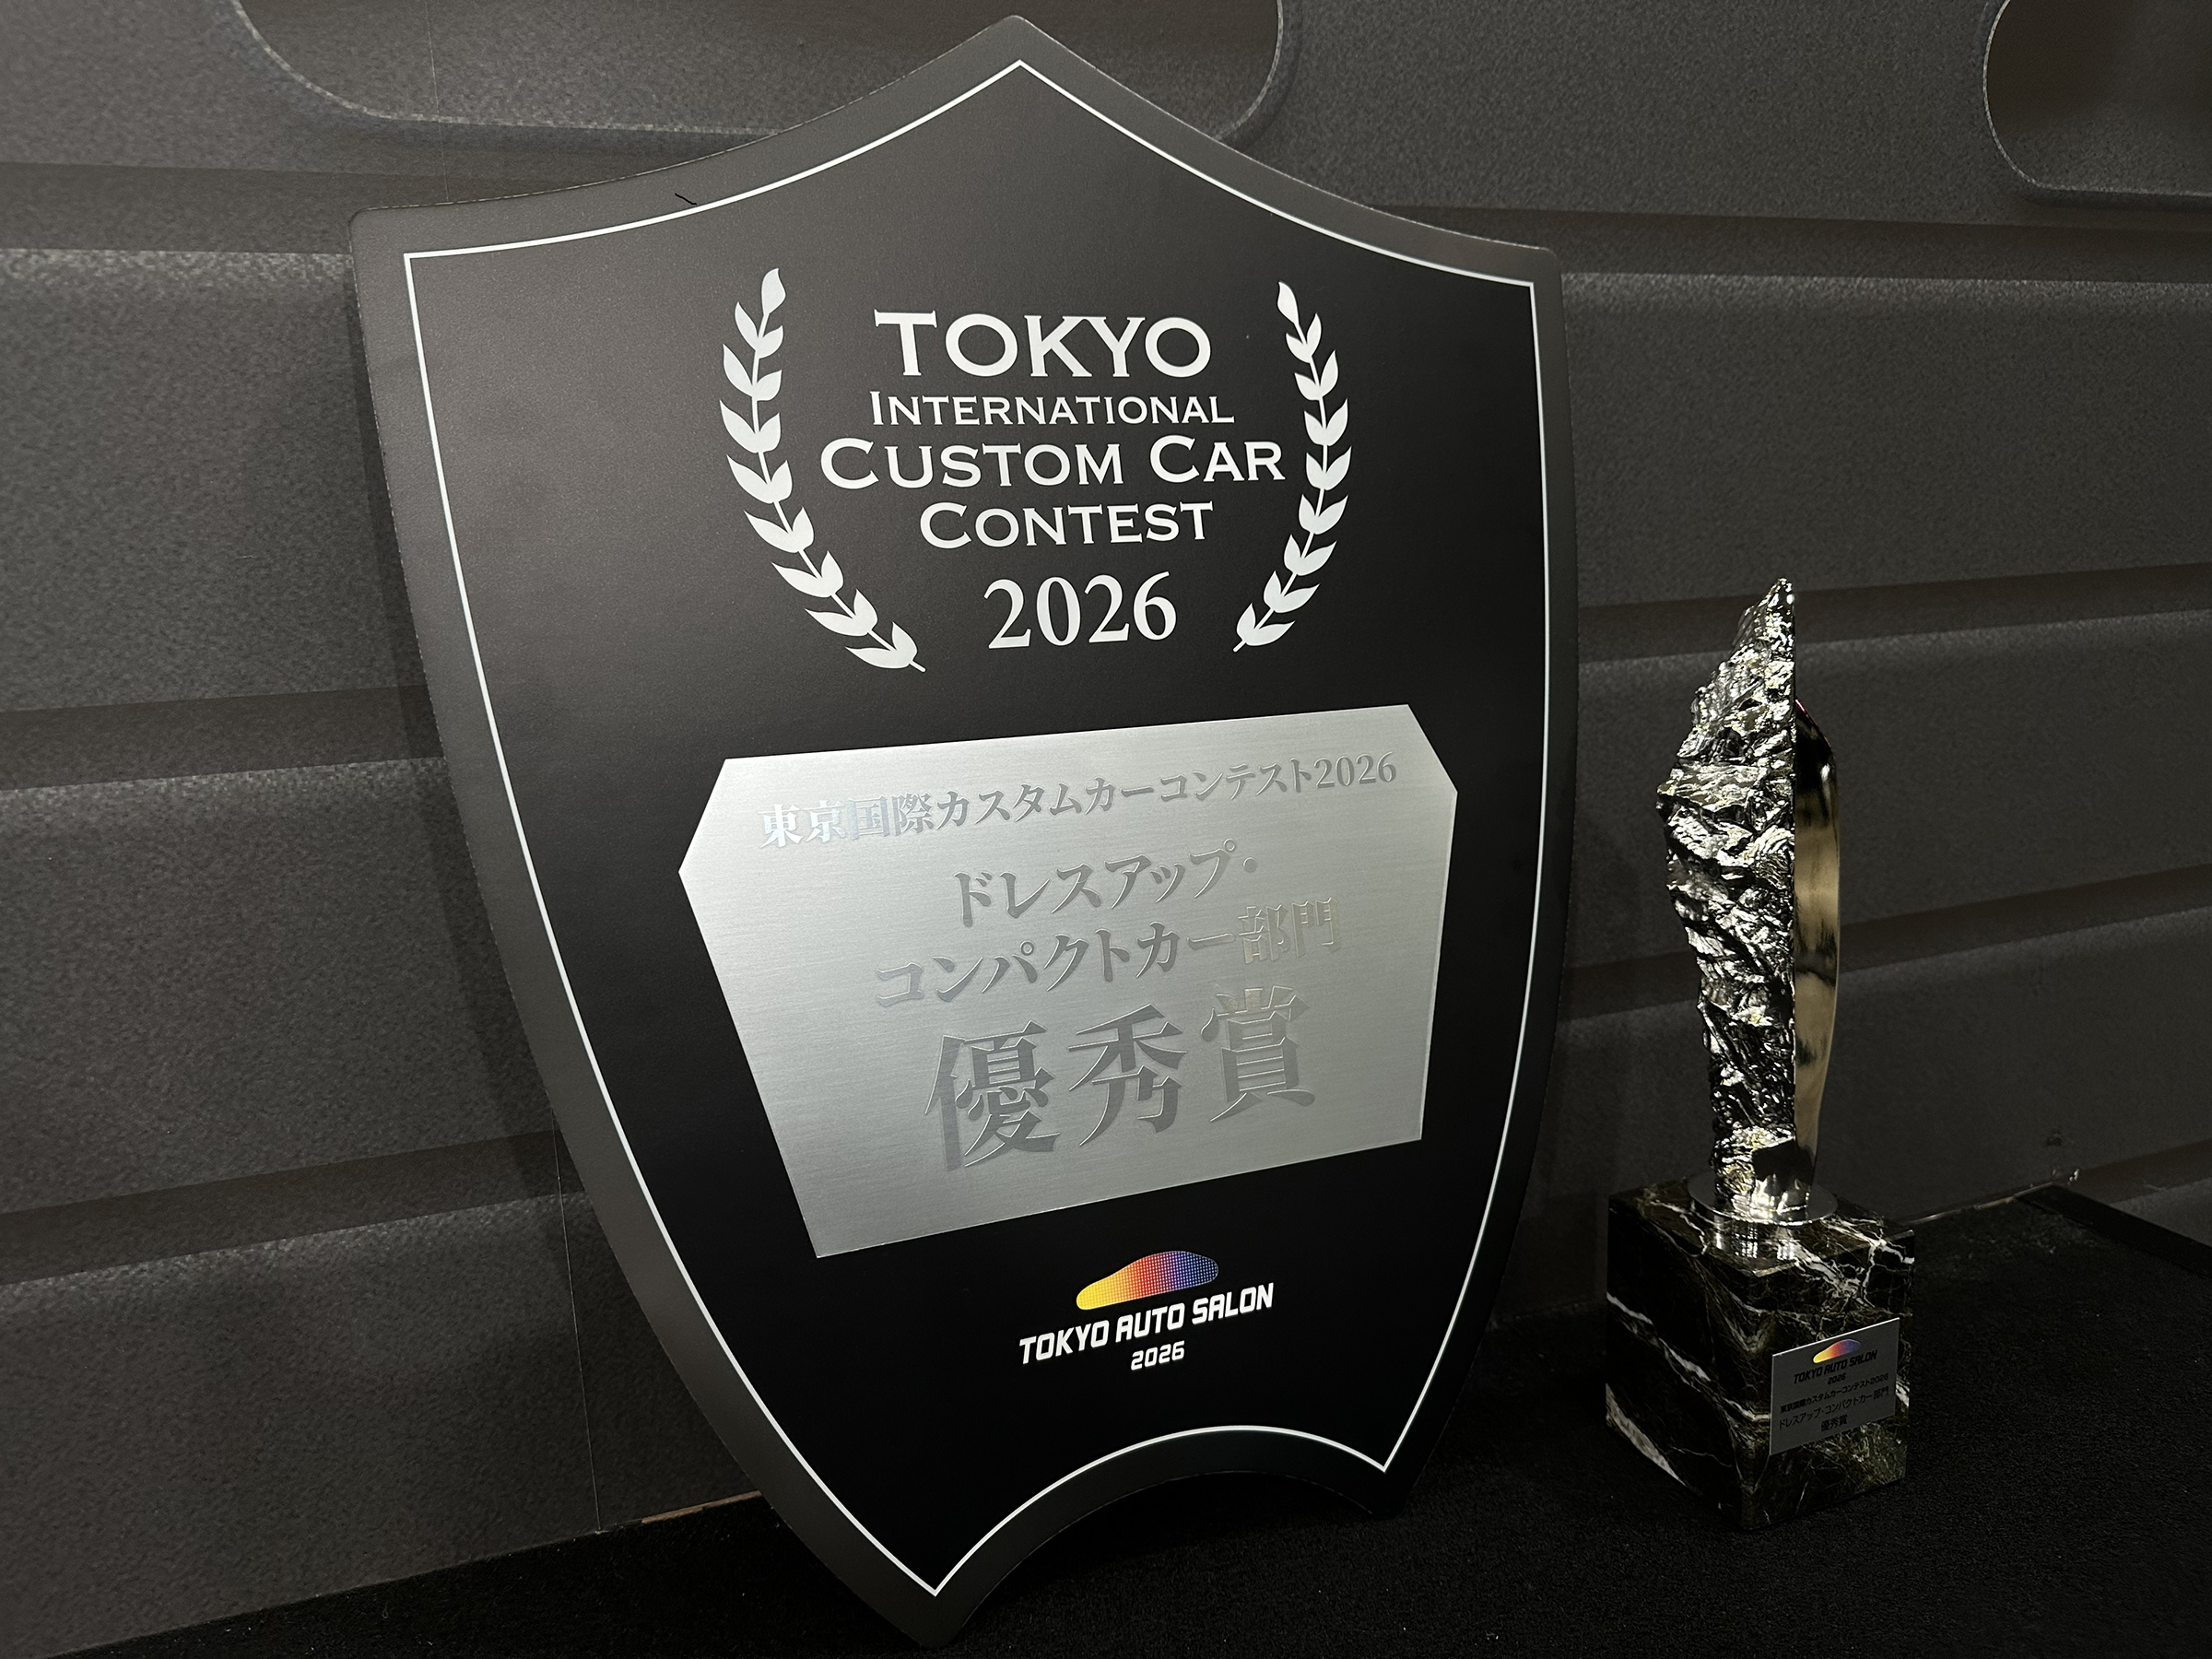 TOKYO
INTERNATIONAL
CUSTOM CAR
CONTEST
2026
東京国際カスタムカーコンテスト2026
ドレスアップ・
コンパクトカー部門
優秀賞
TOKYO AUTO SALON
2026
TOKYO AUTO SALON
2026
東京国際カスタムカーコンテスト2026
ドレスアップ・コンパクトカー部門
優秀賞